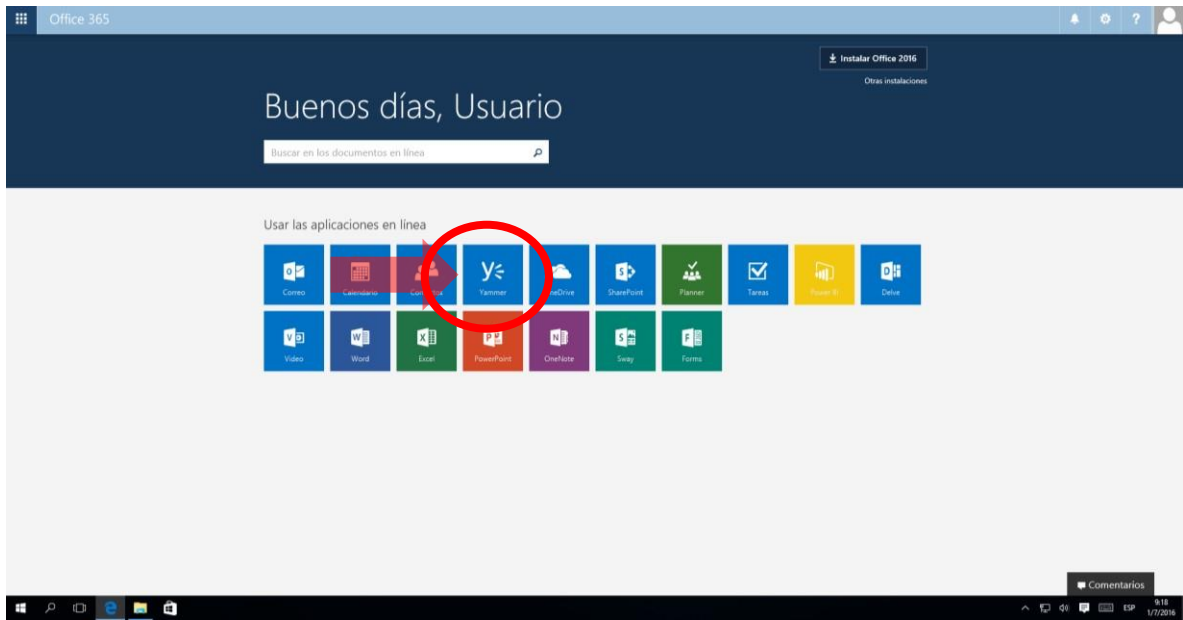 Office 365
?
Instalar Office 2016
Otras instalaciones
Buenos días, Usuario
Buscar en los documentos en línea
Usar las aplicaciones en línea
Correo
Calendario
Yammer
OneDrive
SharePoint
Planner
Tareas
Power BI
Delve
Video
Word
Excel
PowerPoint
OneNote
Sway
Forms
Comentarios
ESP
9:18
1/7/2016